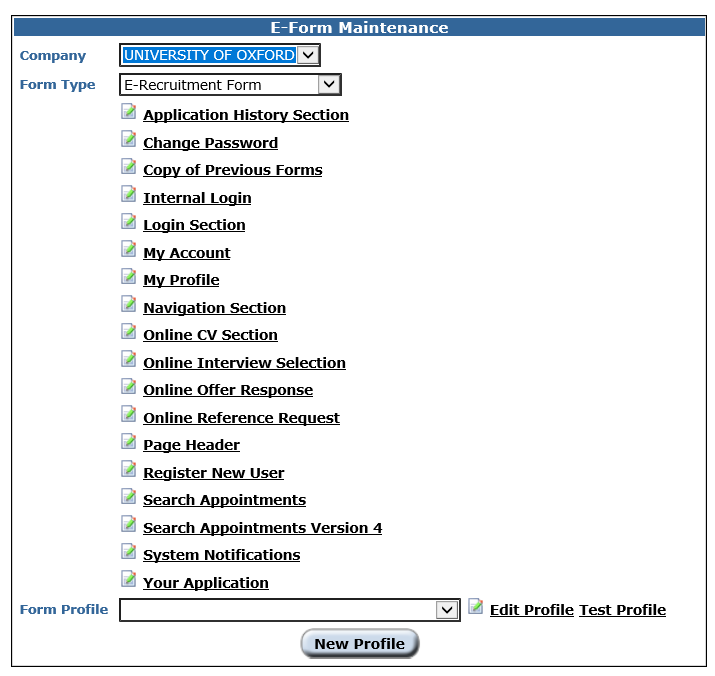 E-Form Maintenance
Company UNIVERSITY OF OXFORD
Form Type E-Recruitment Form
Application History Section
Change Password
Copy of Previous Forms
Internal Login
Login Section
My Account
My Profile
Navigation Section
Online CV Section
Online Interview Selection
Online Offer Response
Online Reference Request
Page Header
Register New User
Search Appointments
Search Appointments Version 4
System Notifications
Your Application
Form Profile Edit Profile Test Profile
New Profile